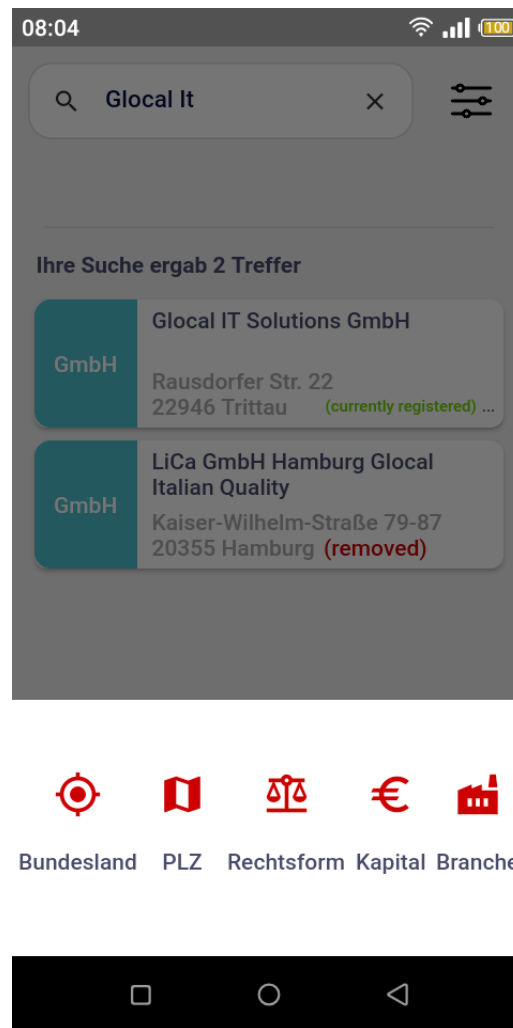 08:04
100
Glocal It
Ihre Suche ergab 2 Treffer
GmbH
Glocal IT Solutions GmbH
Rausdorfer Str. 22
22946 Trittau (currently registered) ...
GmbH
LiCa GmbH Hamburg Glocal
Italian Quality
Kaiser-Wilhelm-Straße 79-87
20355 Hamburg (removed)
Bundesland PLZ Rechtsform Kapital Branche